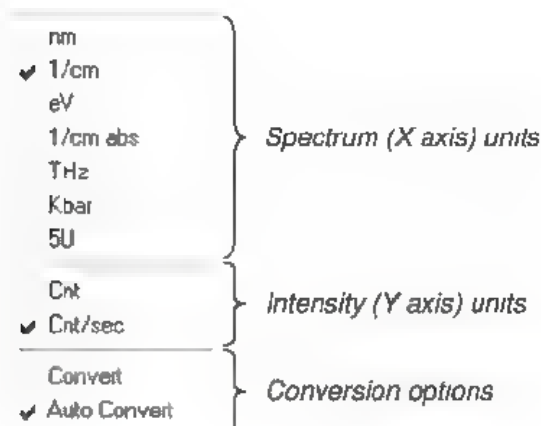 nm
✔ 1/cm
eV
1/cm abs
THz
Kbar
5U
Spectrum (X axis) units
Cnt
✔ Cnt/sec
Intensity (Y axis) units
Convert
✔ Auto Convert
Conversion options